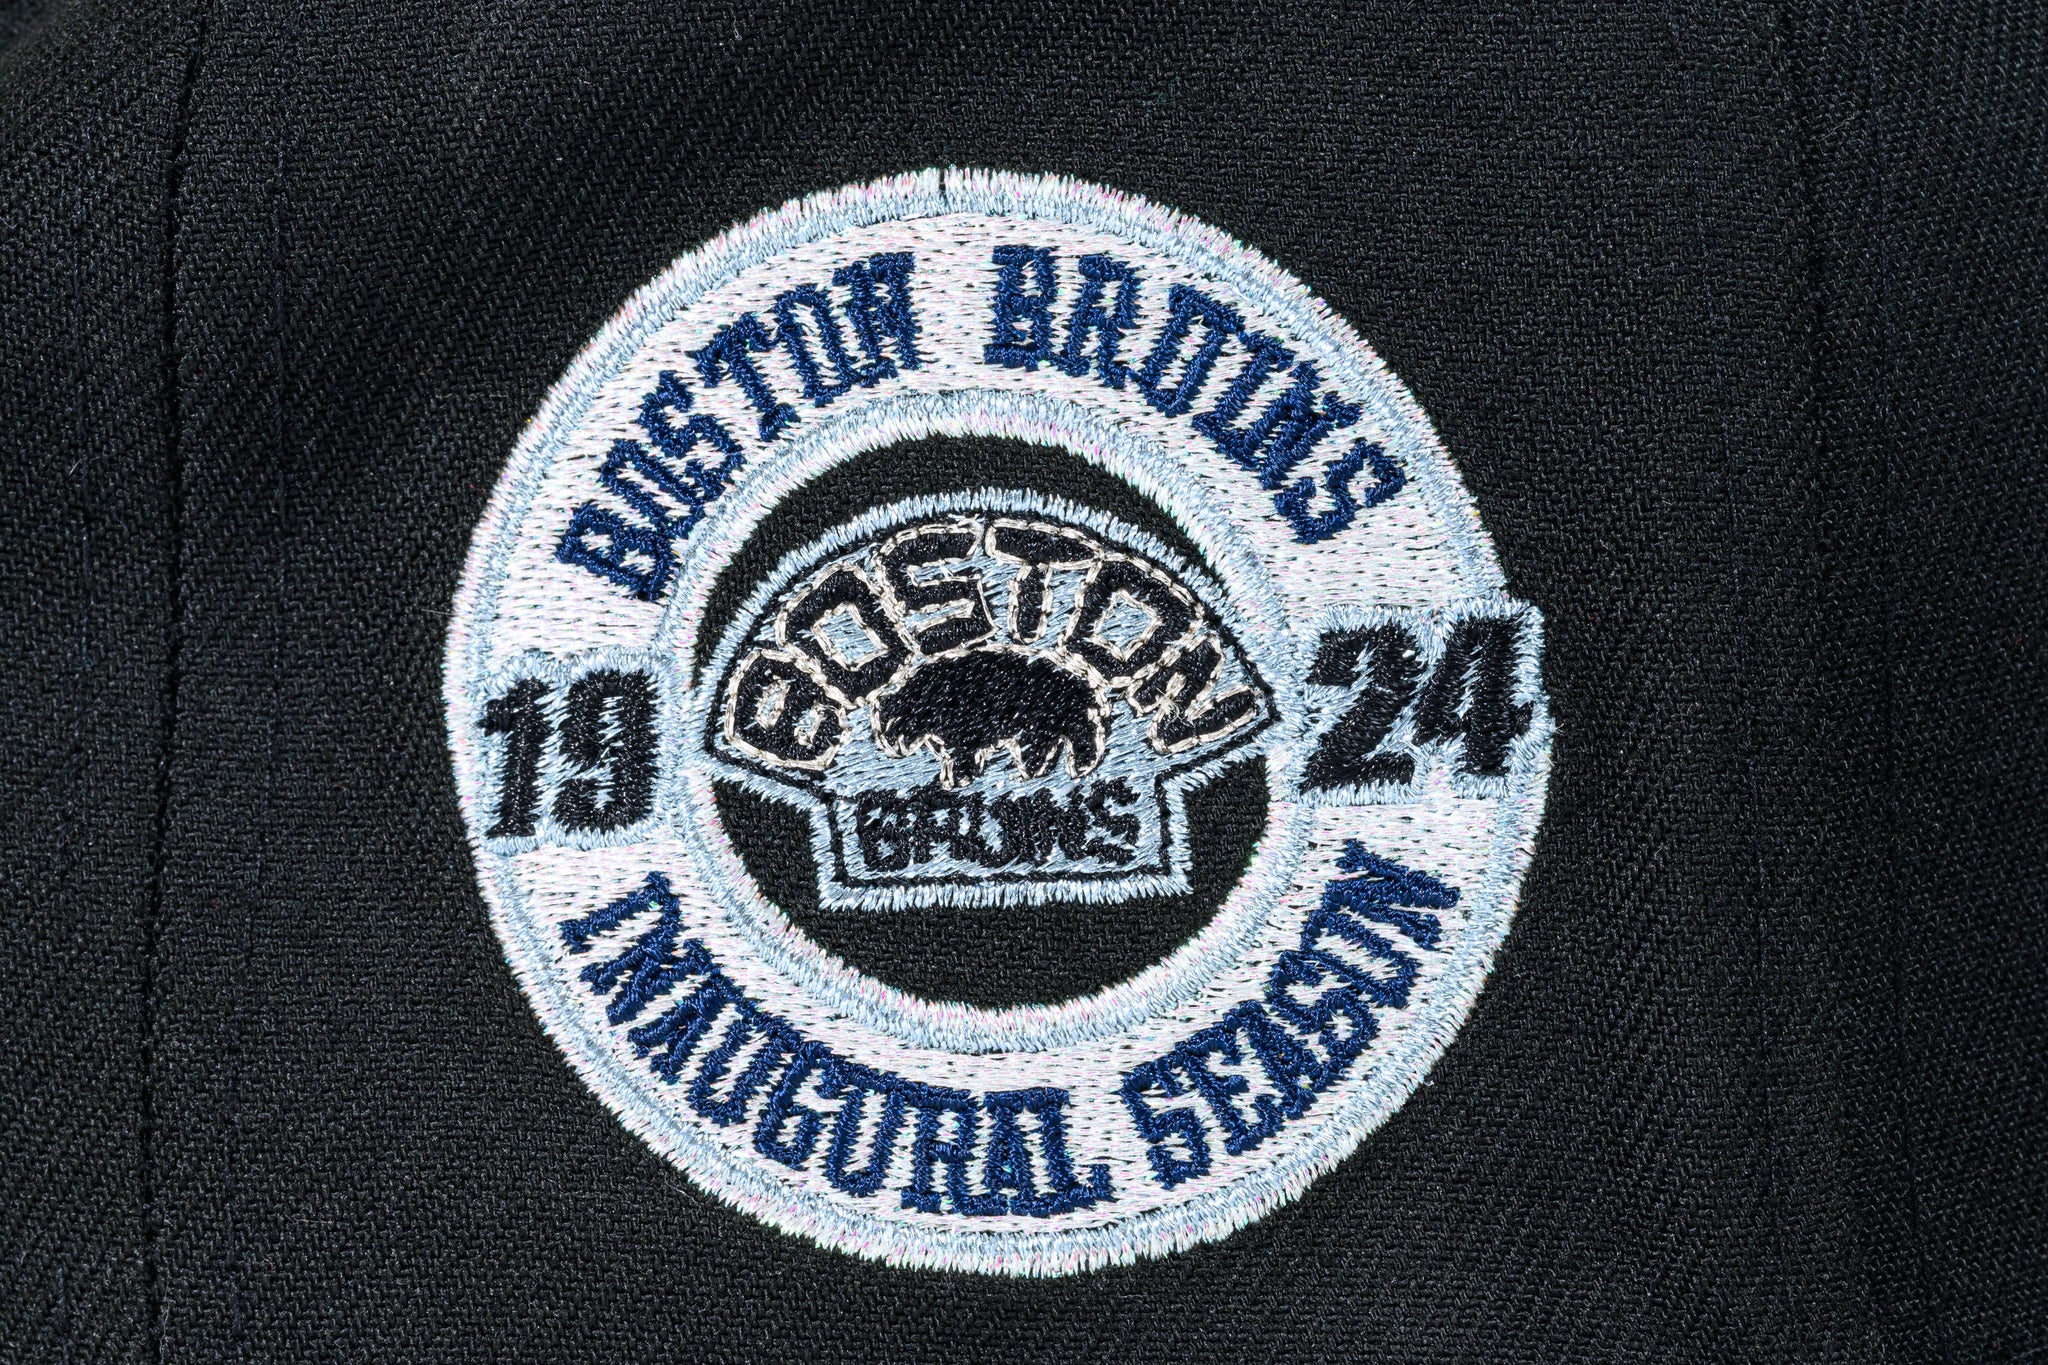 BOSTON BRUINS
19
24
BOSTON
BRUINS
INAUGURAL SEASON